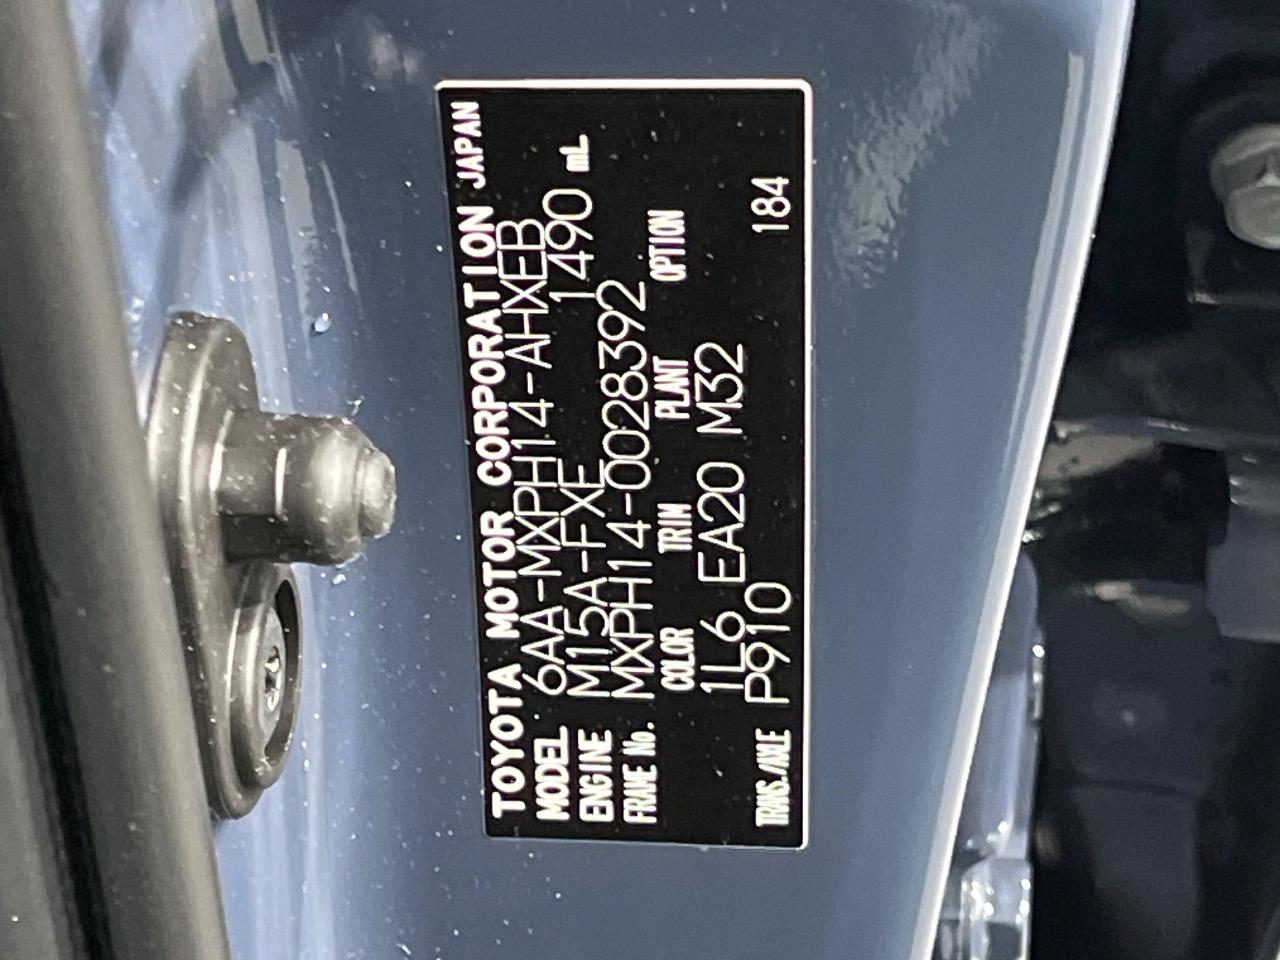 TOYOTA MOTOR CORPORATION JAPAN
MODEL 6AA-MXPH14-AHXEB
ENGINE M15A-FXE 1490 mL
FRAME No. MXPH14-0028392
COLOR TRIM PLANT OPTION
1L6 EA20 M32
TRANS./AXLE P910 184